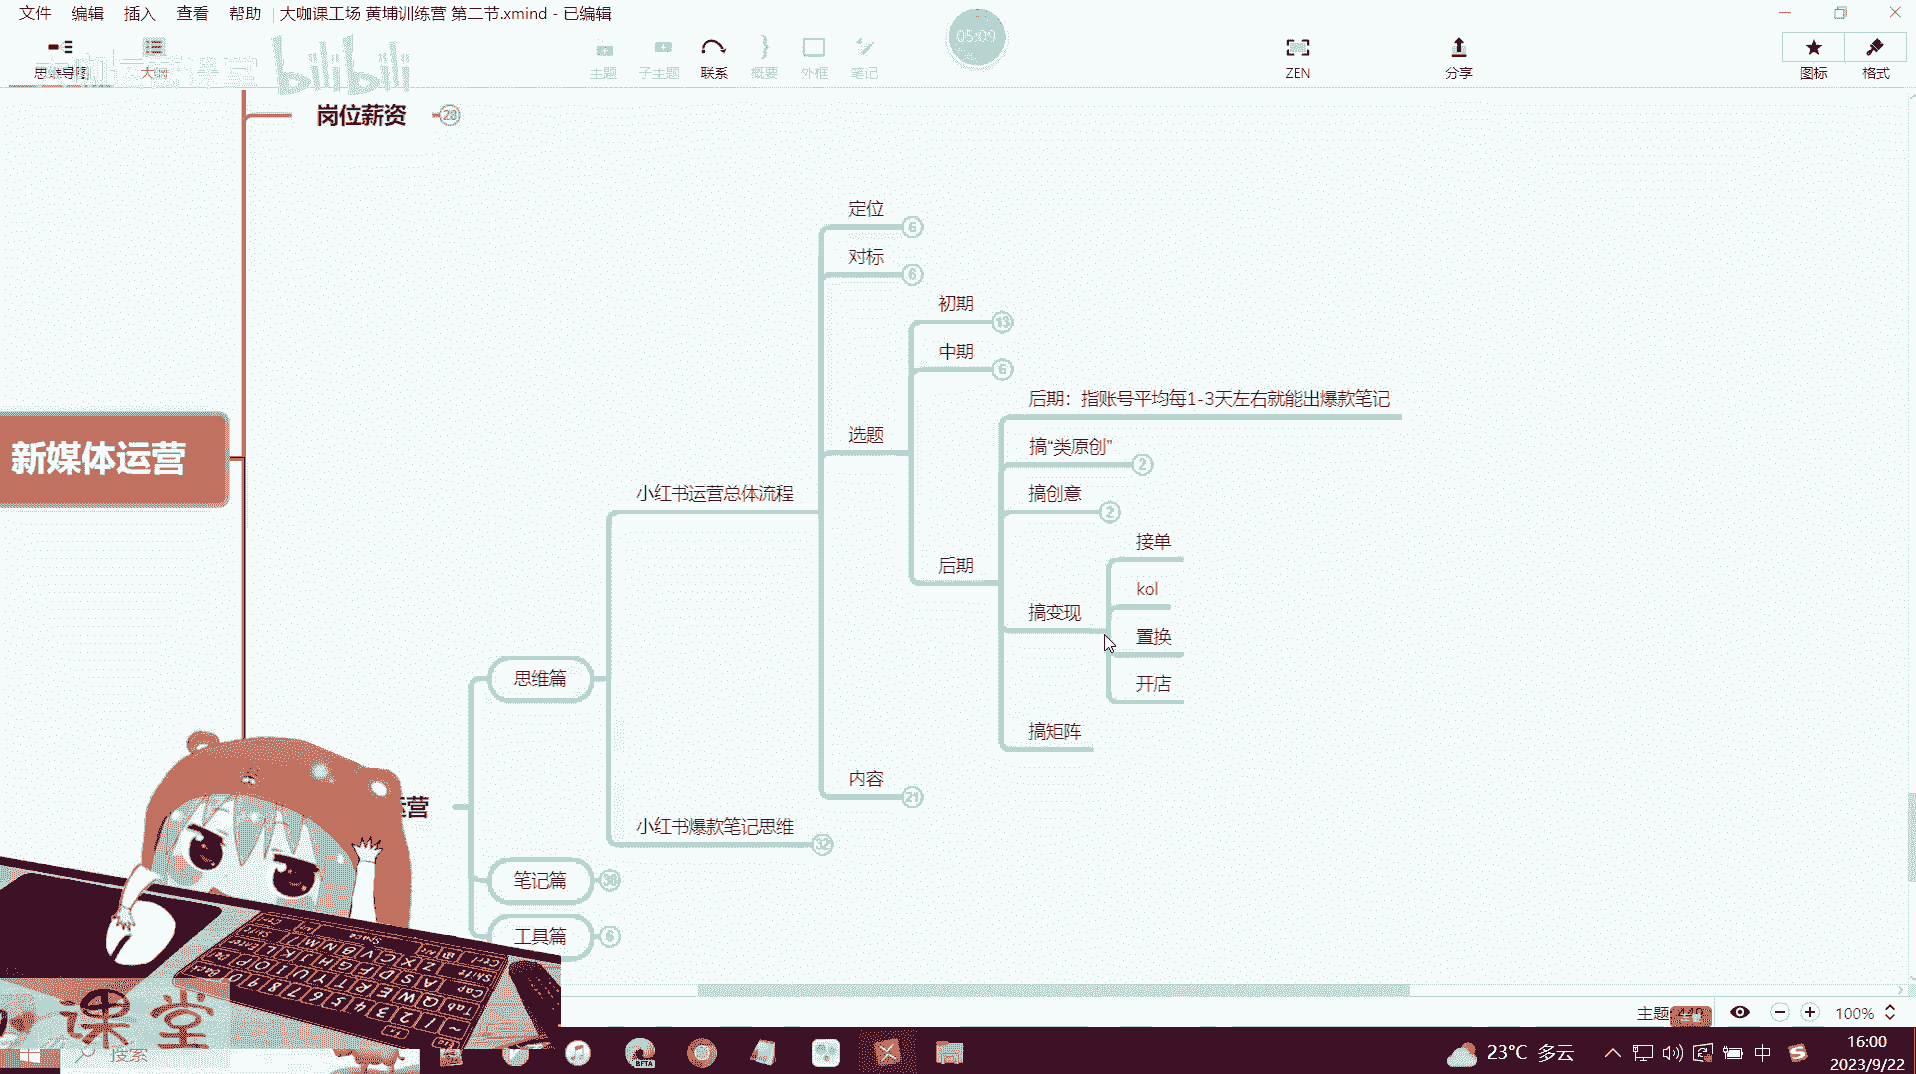 文件 编辑 插入 查看 帮助 大咖课工场 黄埔训练营 第二节.xmind - 已编辑
05:09
思维导图 大纲 主题 子主题 联系 概要 外框 笔记 ZEN 分享 图标 格式
bilibili
岗位薪资 28
定位 6
对标 6
初期 13
中期 6
后期：指账号平均每1-3天左右就能出爆款笔记
选题
搞“类原创” 2
新媒体运营
小红书运营总体流程
搞创意 2
接单
后期
kol
搞变现
置换
思维篇
开店
搞矩阵
内容 21
运营
小红书爆款笔记思维 32
笔记篇 30
工具篇 6
课堂
主题
100%
搜索
23°C 多云
中
16:00
2023/9/22